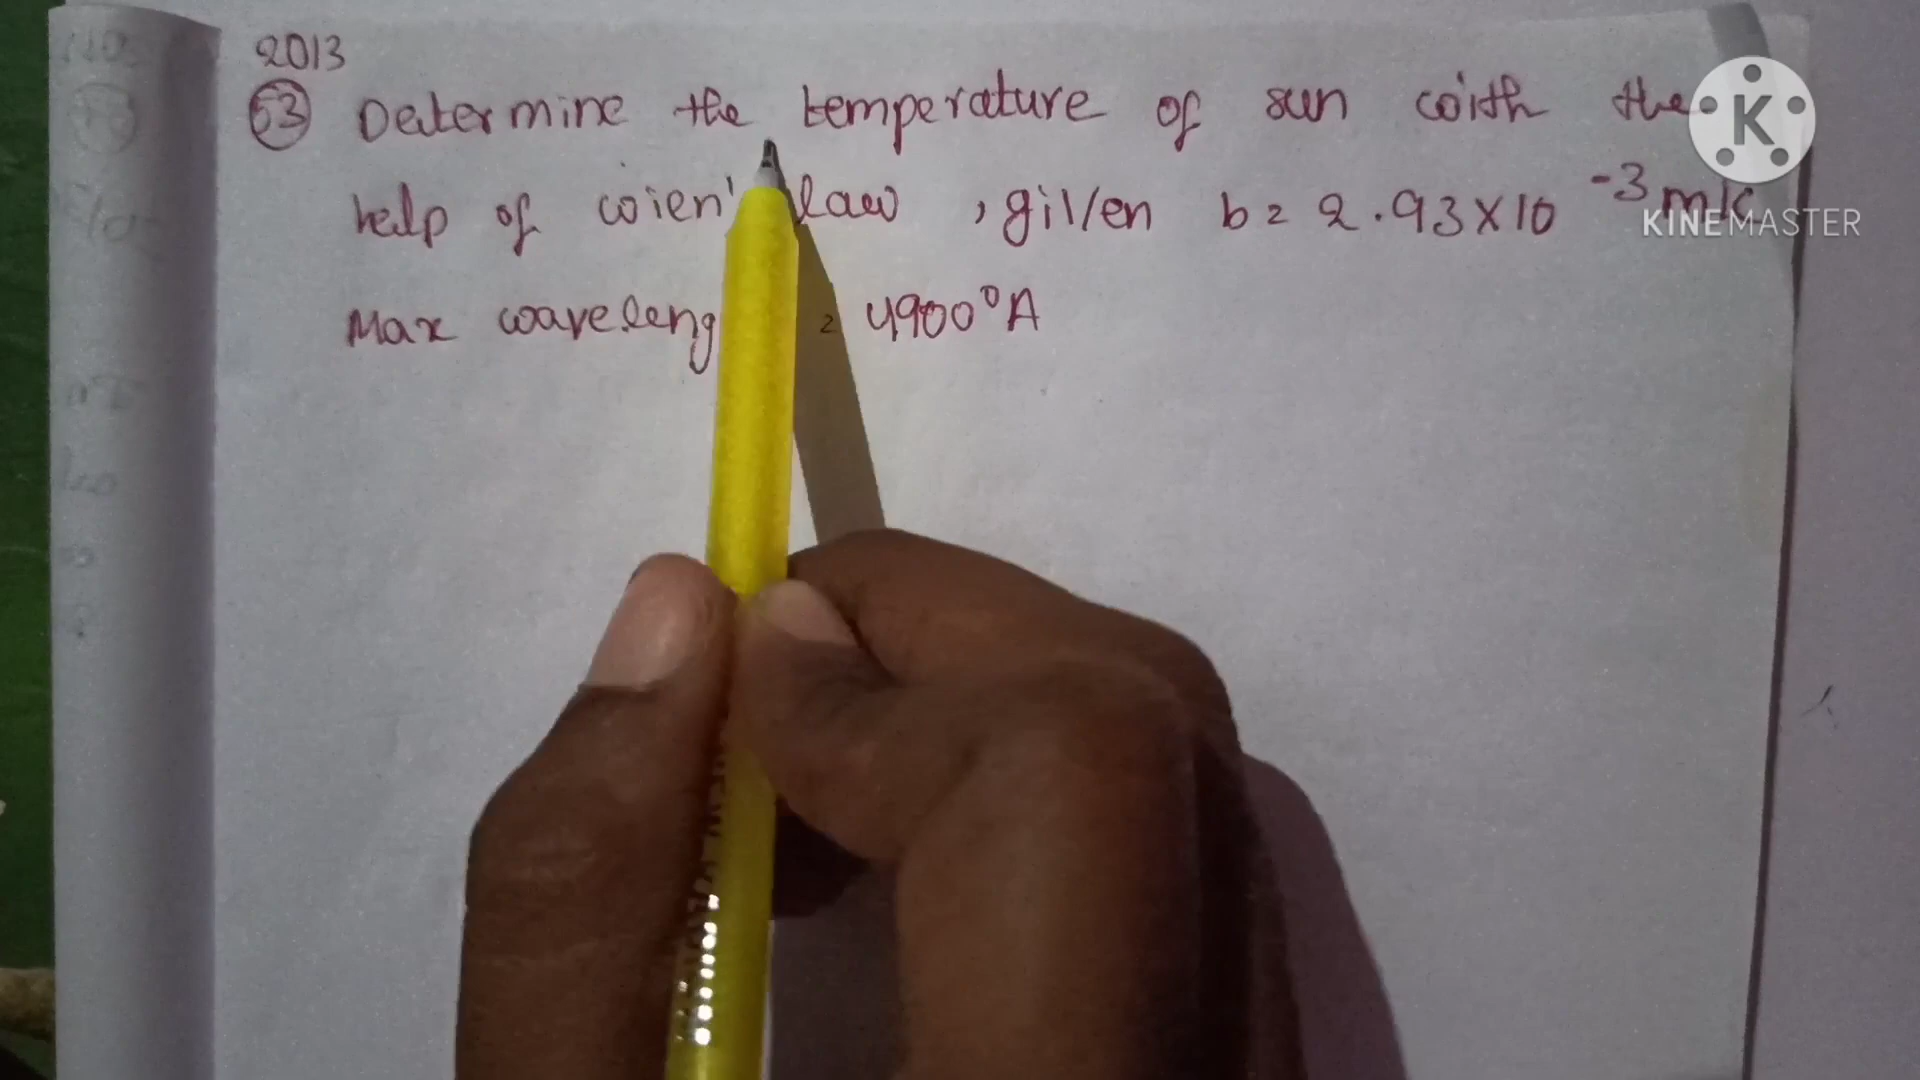 2013
53 Determine the temperature of sun with the
help of wien' law , given b = 2.93 X 10 -3 mk
Max waveleng = 4900°A
K
KINEMASTER